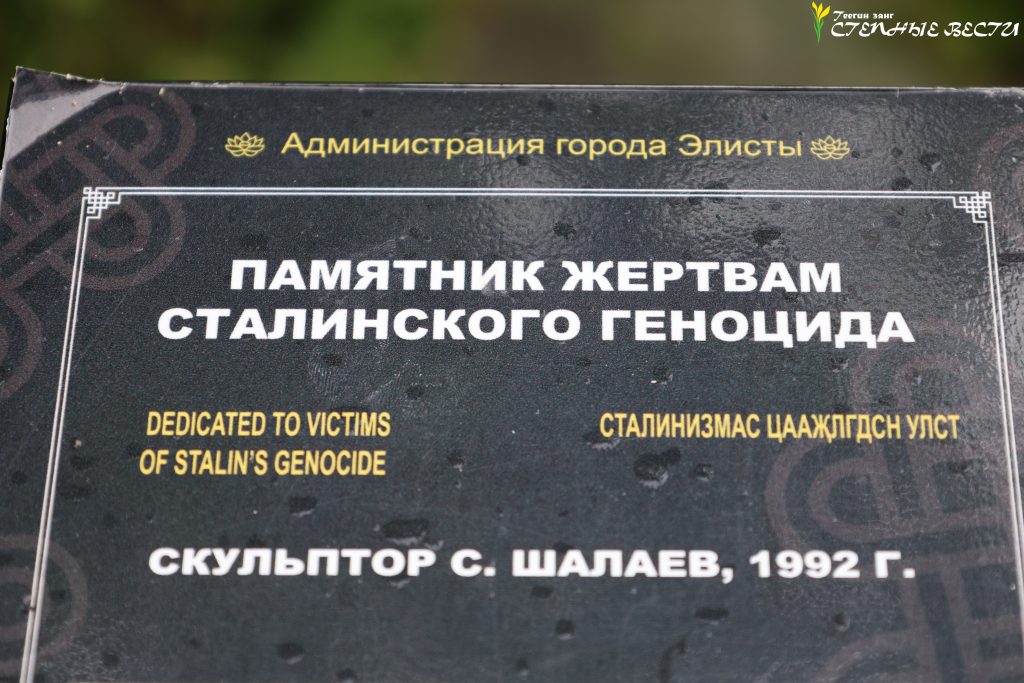 Теегин занг
СТЕПНЫЕ ВЕСТИ
Администрация города Элисты
ПАМЯТНИК ЖЕРТВАМ
СТАЛИНСКОГО ГЕНОЦИДА
DEDICATED TO VICTIMS
OF STALIN'S GENOCIDE
СТАЛИНИЗМАС ЦААҖЛГДСН УЛСТ
СКУЛЬПТОР С. ШАЛАЕВ, 1992 Г.